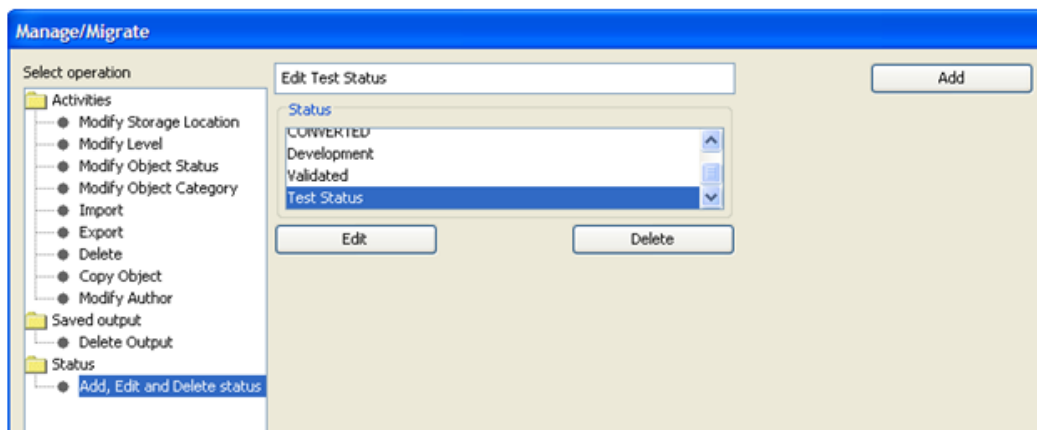 Manage/Migrate
Select operation
Activities
Modify Storage Location
Modify Level
Modify Object Status
Modify Object Category
Import
Export
Delete
Copy Object
Modify Author
Saved output
Delete Output
Status
Add, Edit and Delete status
Edit Test Status
Add
Status
CONVERTED
Development
Validated
Test Status
Edit
Delete